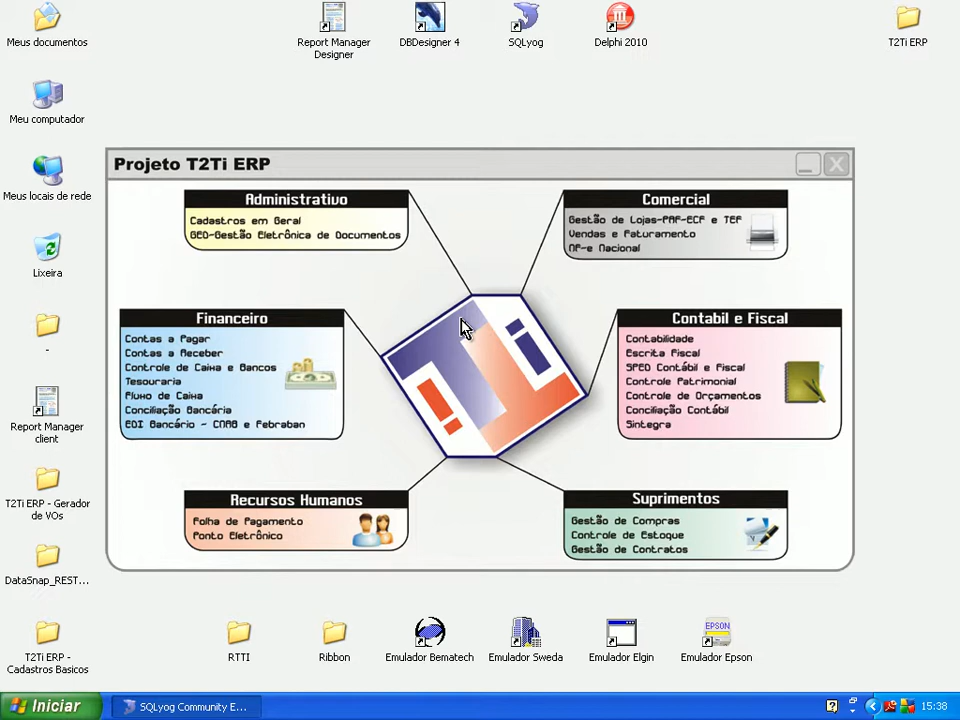 Meus documentos
Report Manager
Designer
DBDesigner 4
SQLyog
Delphi 2010
T2Ti ERP
Meu computador
Meus locais de rede
Lixeira
-
Report Manager
client
T2Ti ERP - Gerador
de VOs
DataSnap_REST...
T2Ti ERP -
Cadastros Basicos
Projeto T2Ti ERP
Administrativo
Cadastros em Geral
GED-Gestão Eletrônica de Documentos
Comercial
Gestão de Lojas-PAF-ECF e TEF
Vendas e Faturamento
NF-e Nacional
Financeiro
Contas a Pagar
Contas a Receber
Controle de Caixa e Bancos
Tesouraria
Fluxo de Caixa
Conciliação Bancária
EDI Bancário - CNAB e Febraban
Contabil e Fiscal
Contabilidade
Escrita Fiscal
SPED Contábil e Fiscal
Controle Patrimonial
Controle de Orçamentos
Conciliação Contábil
Sintegra
Recursos Humanos
Folha de Pagamento
Ponto Eletrônico
Suprimentos
Gestão de Compras
Controle de Estoque
Gestão de Contratos
RTTI
Ribbon
Emulador Bematech
Emulador Sweda
Emulador Elgin
EPSON
Emulador Epson
Iniciar
SQLyog Community E...
15:38